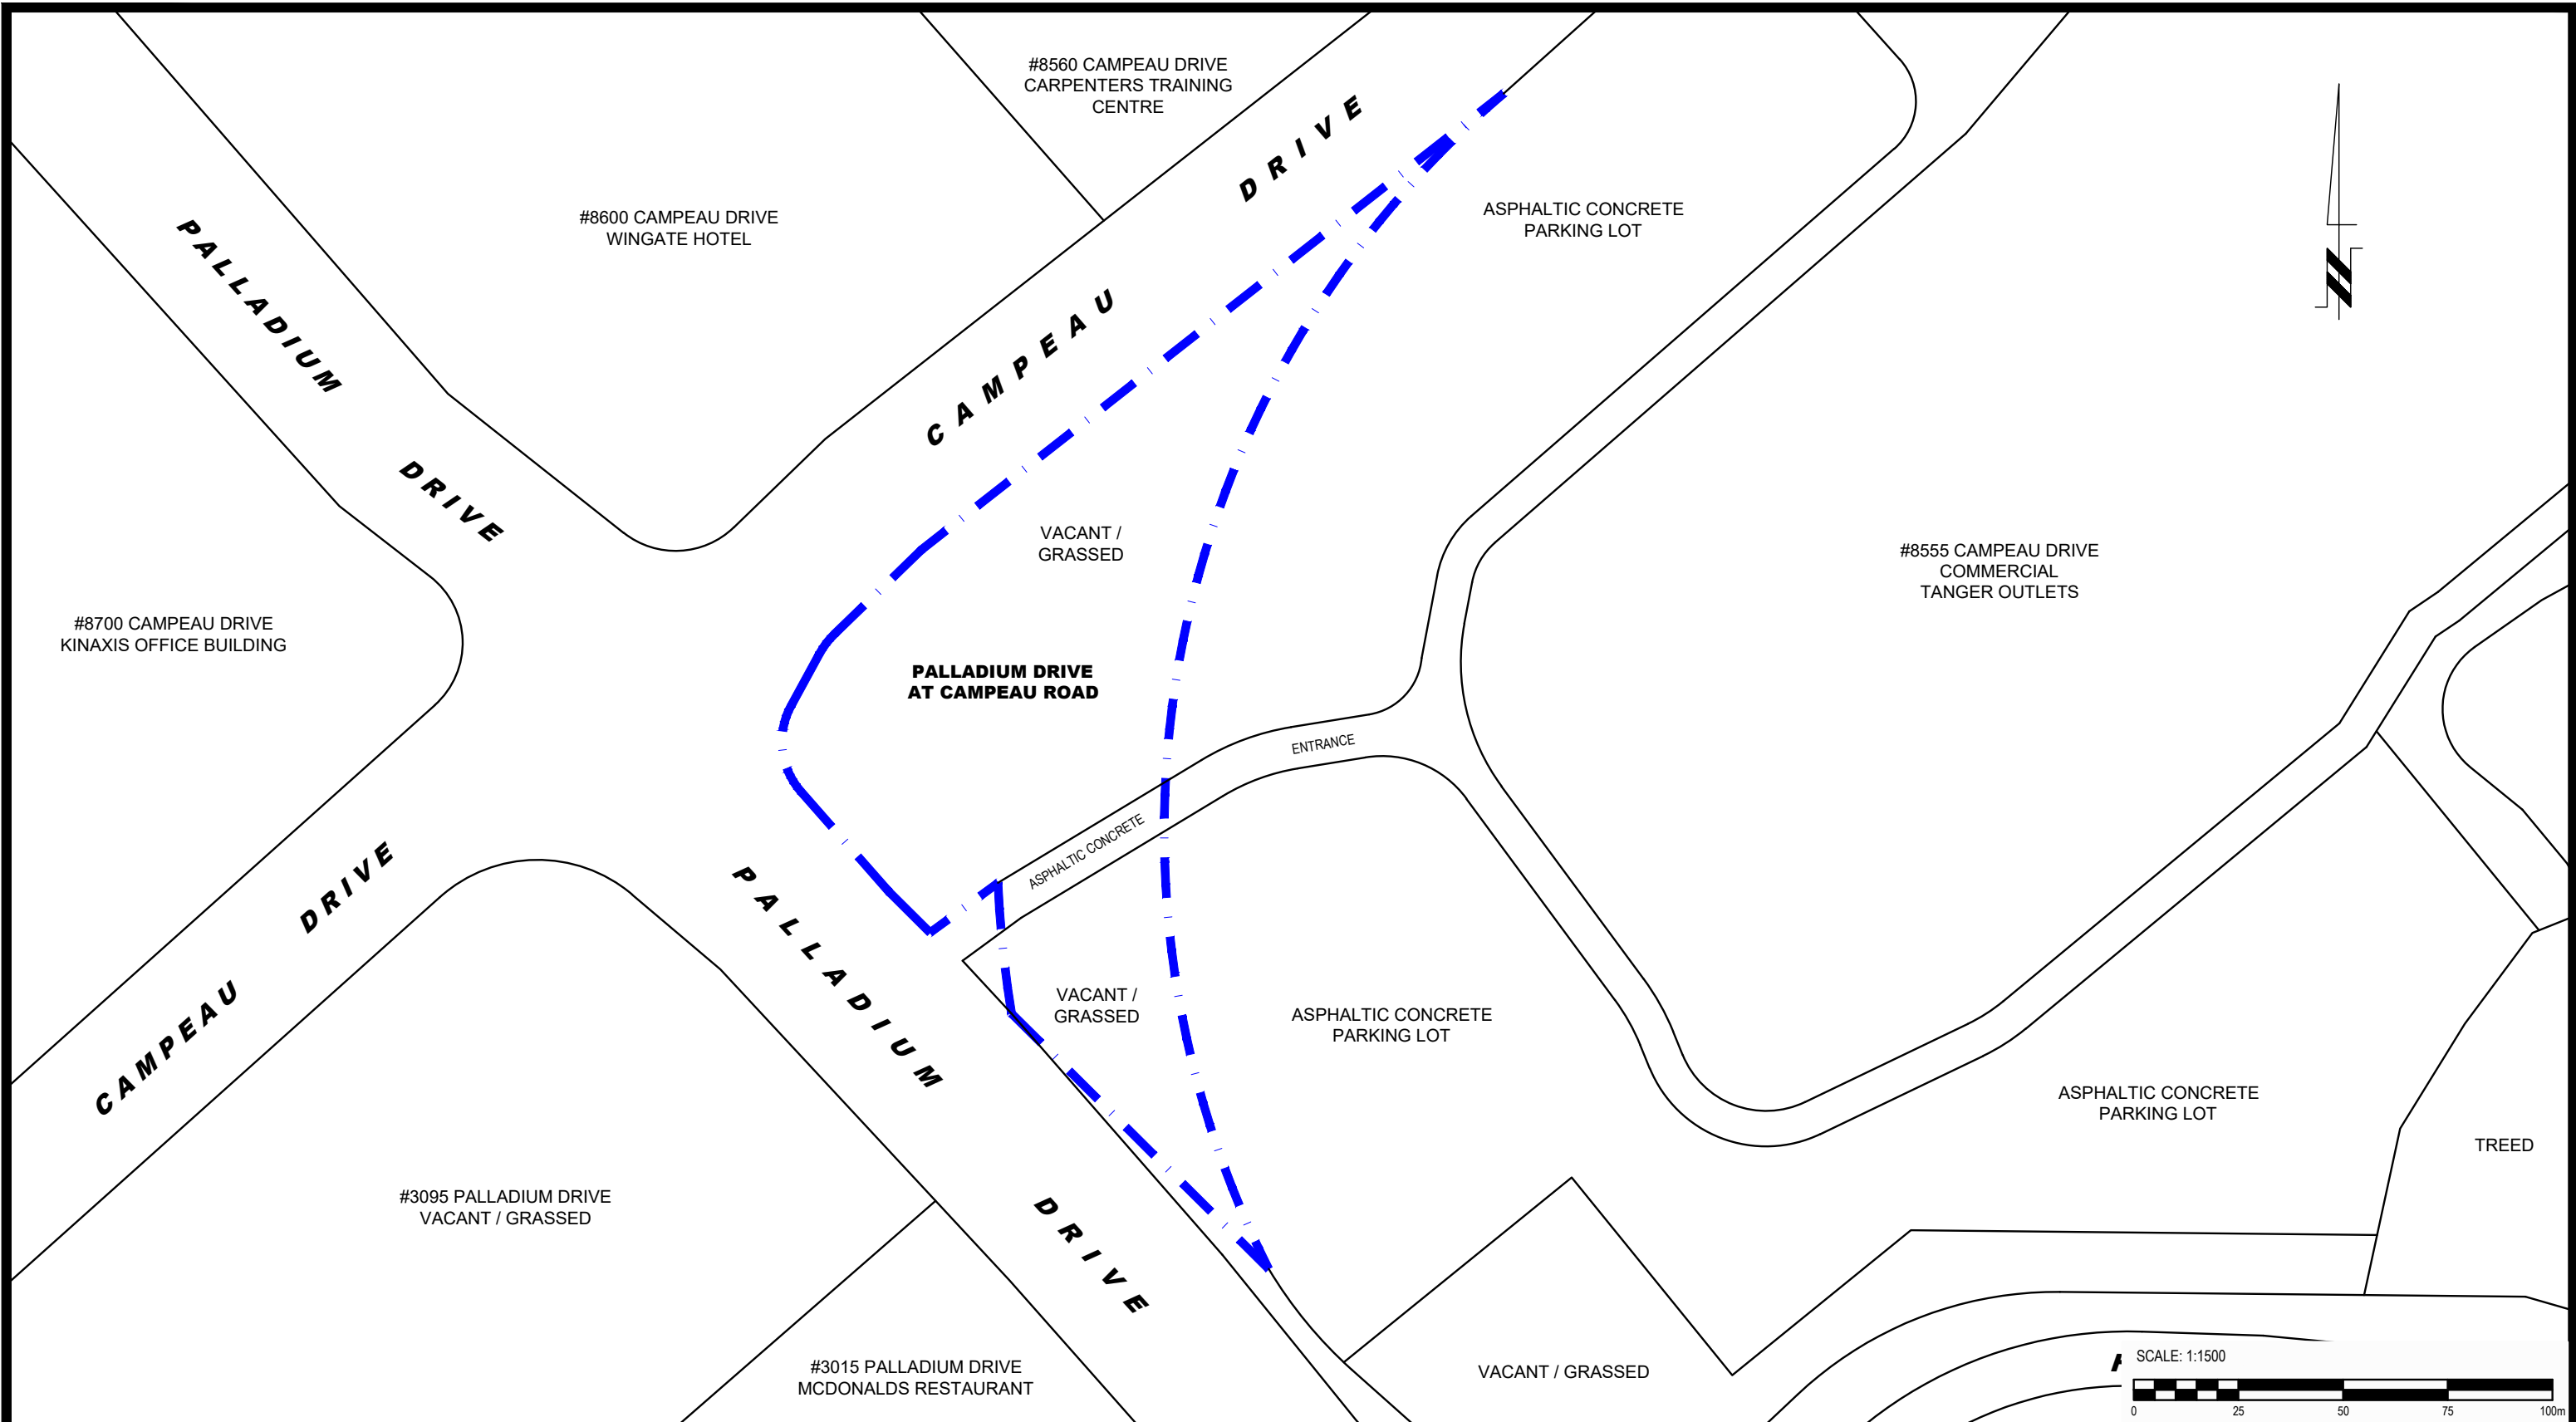 #8560 CAMPEAU DRIVE
CARPENTERS TRAINING
CENTRE
#8600 CAMPEAU DRIVE
WINGATE HOTEL
ASPHALTIC CONCRETE
PARKING LOT
PALLADIUM DRIVE
CAMPEAU DRIVE
N
VACANT /
GRASSED
#8555 CAMPEAU DRIVE
COMMERCIAL
TANGER OUTLETS
#8700 CAMPEAU DRIVE
KINAXIS OFFICE BUILDING
PALLADIUM DRIVE
AT CAMPEAU ROAD
ENTRANCE
ASPHALTIC CONCRETE
CAMPEAU DRIVE
PALLADIUM DRIVE
VACANT /
GRASSED
ASPHALTIC CONCRETE
PARKING LOT
ASPHALTIC CONCRETE
PARKING LOT
TREED
#3095 PALLADIUM DRIVE
VACANT / GRASSED
#3015 PALLADIUM DRIVE
MCDONALDS RESTAURANT
VACANT / GRASSED
SCALE: 1:1500
0 25 50 75 100m